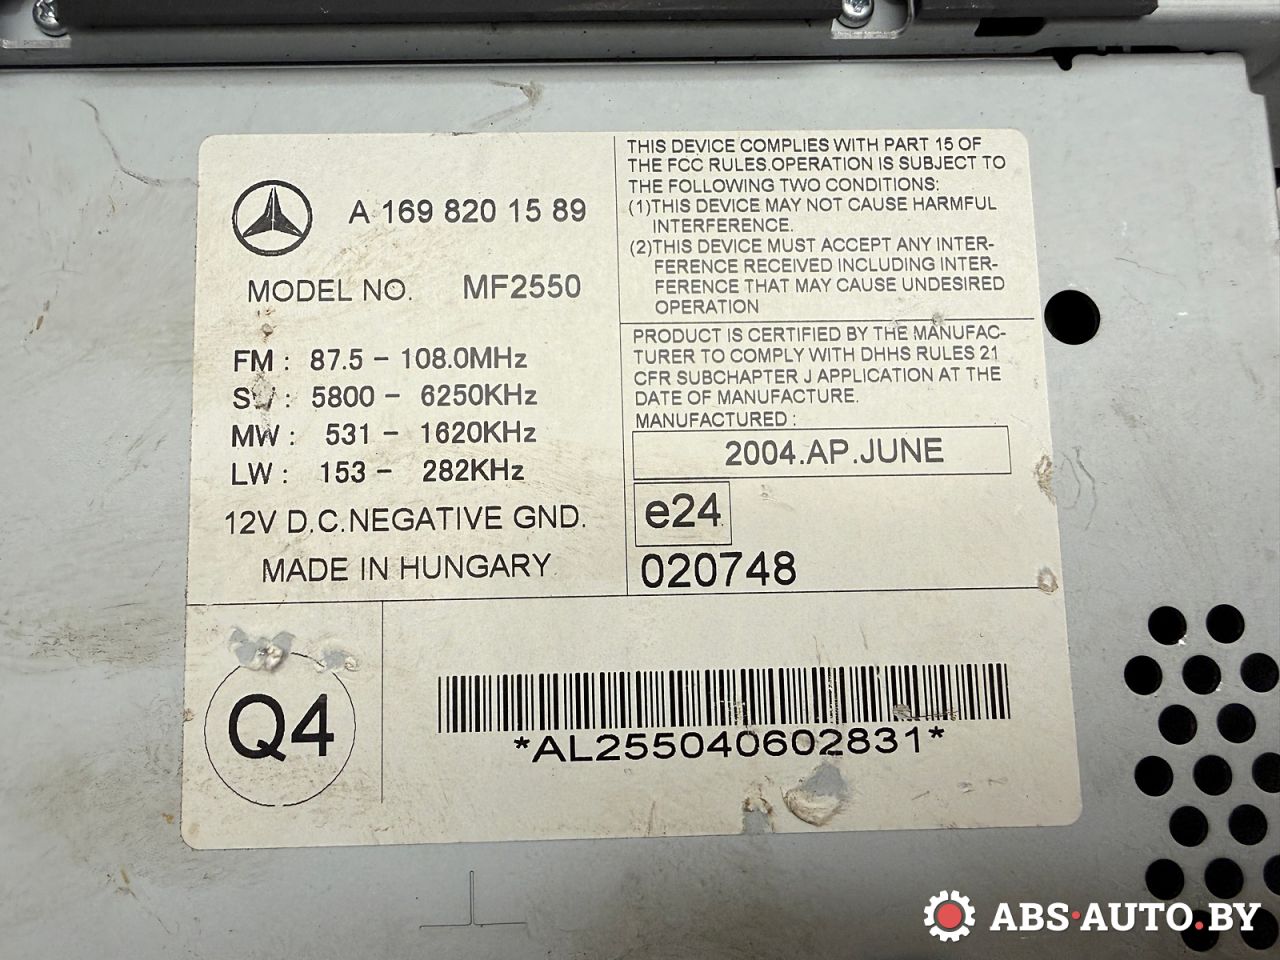 A 169 820 1589
MODEL NO. MF2550
FM : 87.5 - 108.0MHz
SW : 5800 - 6250KHz
MW : 531 - 1620KHz
LW : 153 - 282KHz
12V D.C.NEGATIVE GND.
MADE IN HUNGARY
THIS DEVICE COMPLIES WITH PART 15 OF
THE FCC RULES.OPERATION IS SUBJECT TO
THE FOLLOWING TWO CONDITIONS:
(1)THIS DEVICE MAY NOT CAUSE HARMFUL
INTERFERENCE.
(2)THIS DEVICE MUST ACCEPT ANY INTER-
FERENCE RECEIVED INCLUDING INTER-
FERENCE THAT MAY CAUSE UNDESIRED
OPERATION
PRODUCT IS CERTIFIED BY THE MANUFAC-
TURER TO COMPLY WITH DHHS RULES 21
CFR SUBCHAPTER J APPLICATION AT THE
DATE OF MANUFACTURE.
MANUFACTURED :
2004.AP.JUNE
e24
020748
Q4
*AL255040602831*
ABS·AUTO.BY